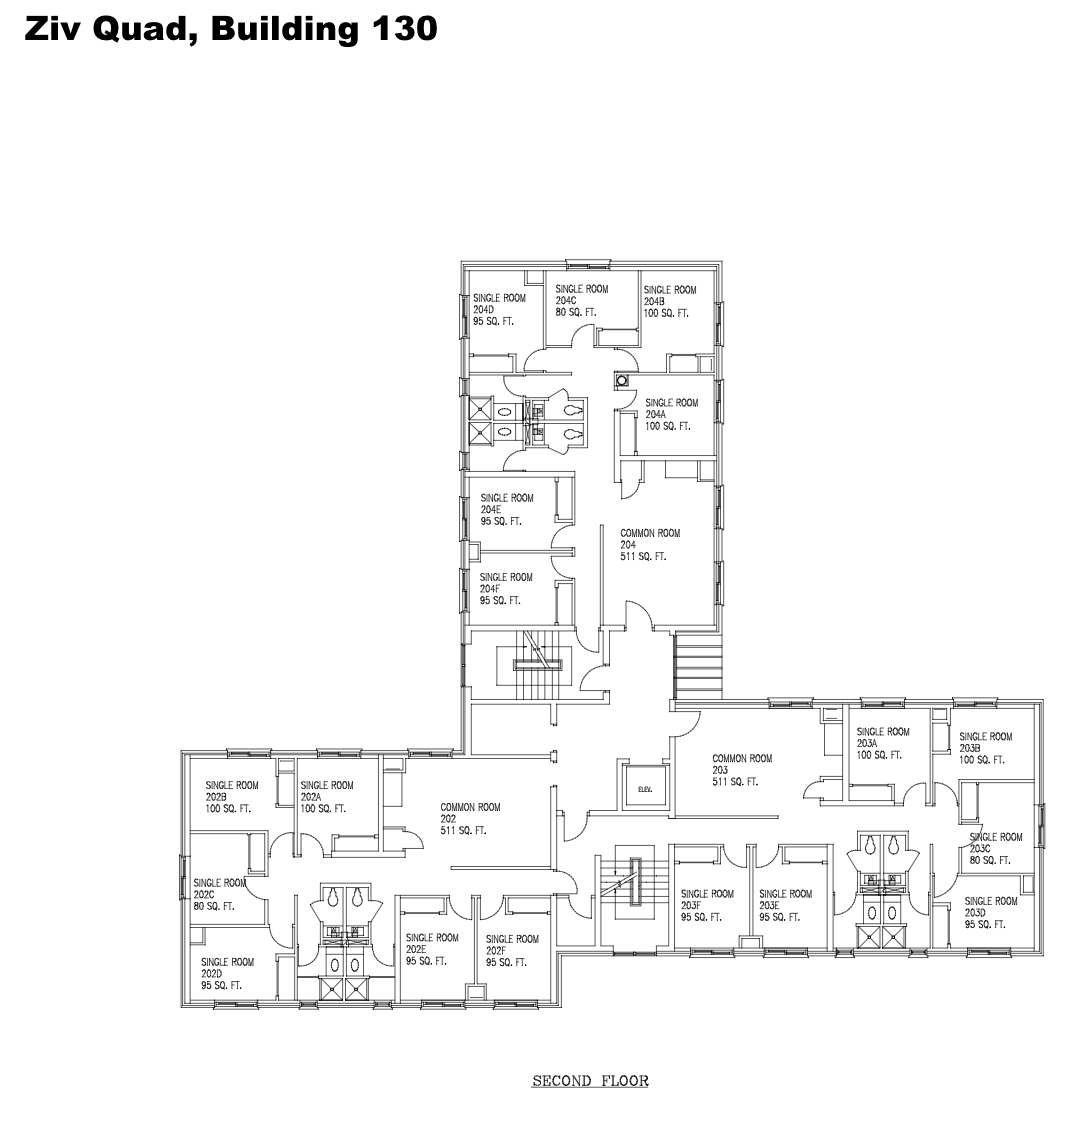 Ziv Quad, Building 130
SINGLE ROOM
204D
95 SQ. FT.
SINGLE ROOM
204C
80 SQ. FT.
SINGLE ROOM
204B
100 SQ. FT.
SINGLE ROOM
204A
100 SQ. FT.
SINGLE ROOM
204E
95 SQ. FT.
COMMON ROOM
204
511 SQ. FT.
SINGLE ROOM
204F
95 SQ. FT.
SINGLE ROOM
203A
100 SQ. FT.
SINGLE ROOM
203B
100 SQ. FT.
COMMON ROOM
203
511 SQ. FT.
SINGLE ROOM
202B
100 SQ. FT.
SINGLE ROOM
202A
100 SQ. FT.
ELEV.
COMMON ROOM
202
511 SQ. FT.
SINGLE ROOM
203C
80 SQ. FT.
SINGLE ROOM
202C
80 SQ. FT.
SINGLE ROOM
203F
95 SQ. FT.
SINGLE ROOM
203E
95 SQ. FT.
SINGLE ROOM
203D
95 SQ. FT.
SINGLE ROOM
202E
95 SQ. FT.
SINGLE ROOM
202F
95 SQ. FT.
SINGLE ROOM
202D
95 SQ. FT.
SECOND FLOOR